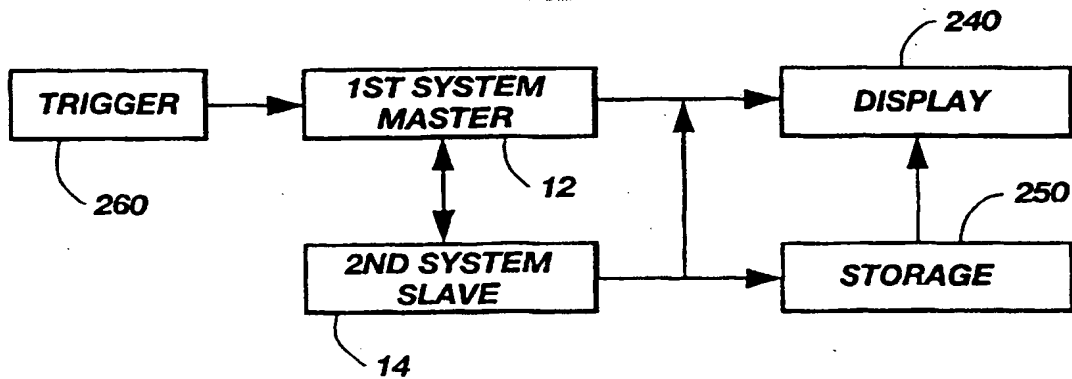 240
TRIGGER
1ST SYSTEM
MASTER
DISPLAY
260
12
250
2ND SYSTEM
SLAVE
STORAGE
14